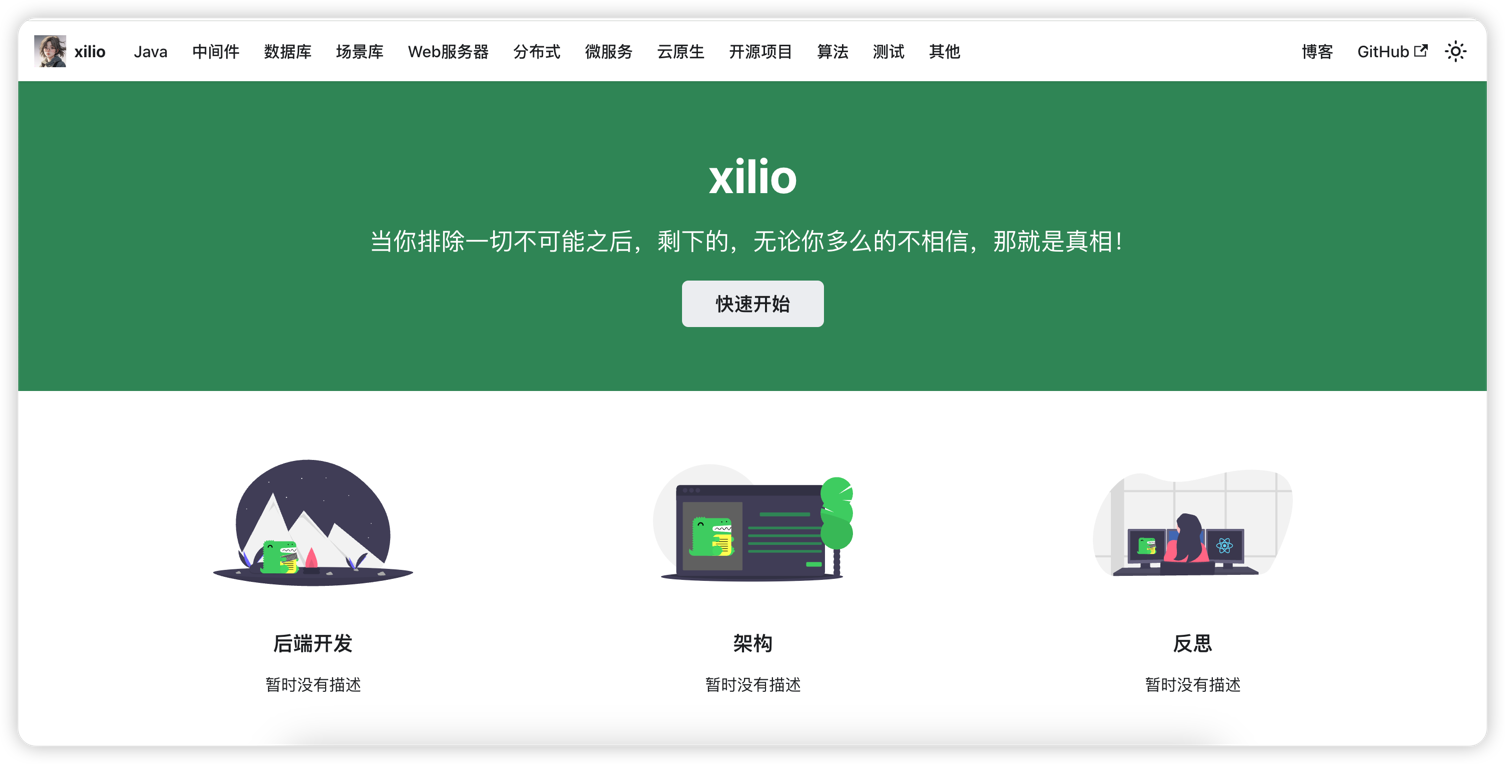 xilio Java 中间件 数据库 场景库 Web服务器 分布式 微服务 云原生 开源项目 算法 测试 其他 博客 GitHub
xilio
当你排除一切不可能之后，剩下的，无论你多么的不相信，那就是真相！
快速开始
后端开发 架构 反思
暂时没有描述 暂时没有描述 暂时没有描述